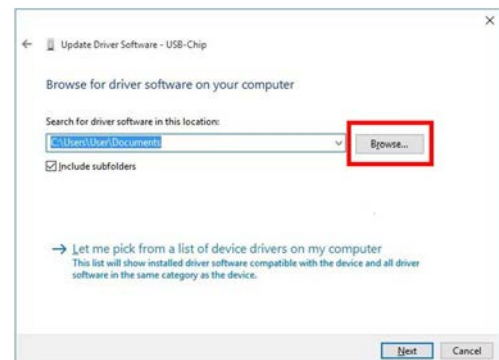 Update Driver Software - USB-Chip
Browse for driver software on your computer
Search for driver software in this location:
C:\Users\User\Documents
Browse...
Include subfolders
Let me pick from a list of device drivers on my computer
This list will show installed driver software compatible with the device and all driver
software in the same category as the device.
Next Cancel